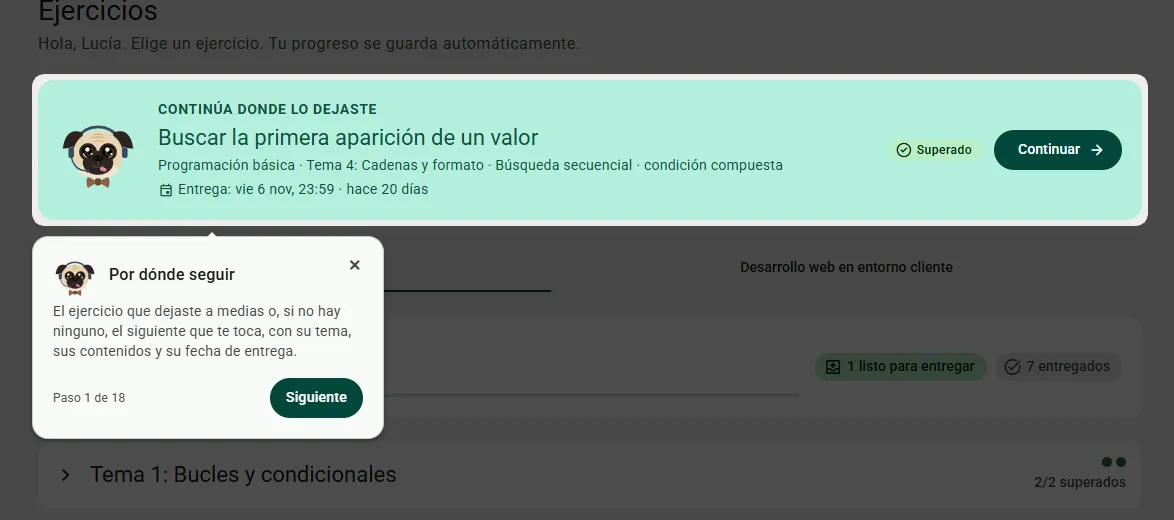 Ejercicios
Hola, Lucía. Elige un ejercicio. Tu progreso se guarda automáticamente.
CONTINÚA DONDE LO DEJASTE
Buscar la primera aparición de un valor
Programación básica · Tema 4: Cadenas y formato · Búsqueda secuencial · condición compuesta
Entrega: vie 6 nov, 23:59 · hace 20 días
Superado
Continuar
Por dónde seguir
El ejercicio que dejaste a medias o, si no hay
ninguno, el siguiente que te toca, con su tema,
sus contenidos y su fecha de entrega.
Paso 1 de 18
Siguiente
Desarrollo web en entorno cliente
1 listo para entregar
7 entregados
Tema 1: Bucles y condicionales
2/2 superados